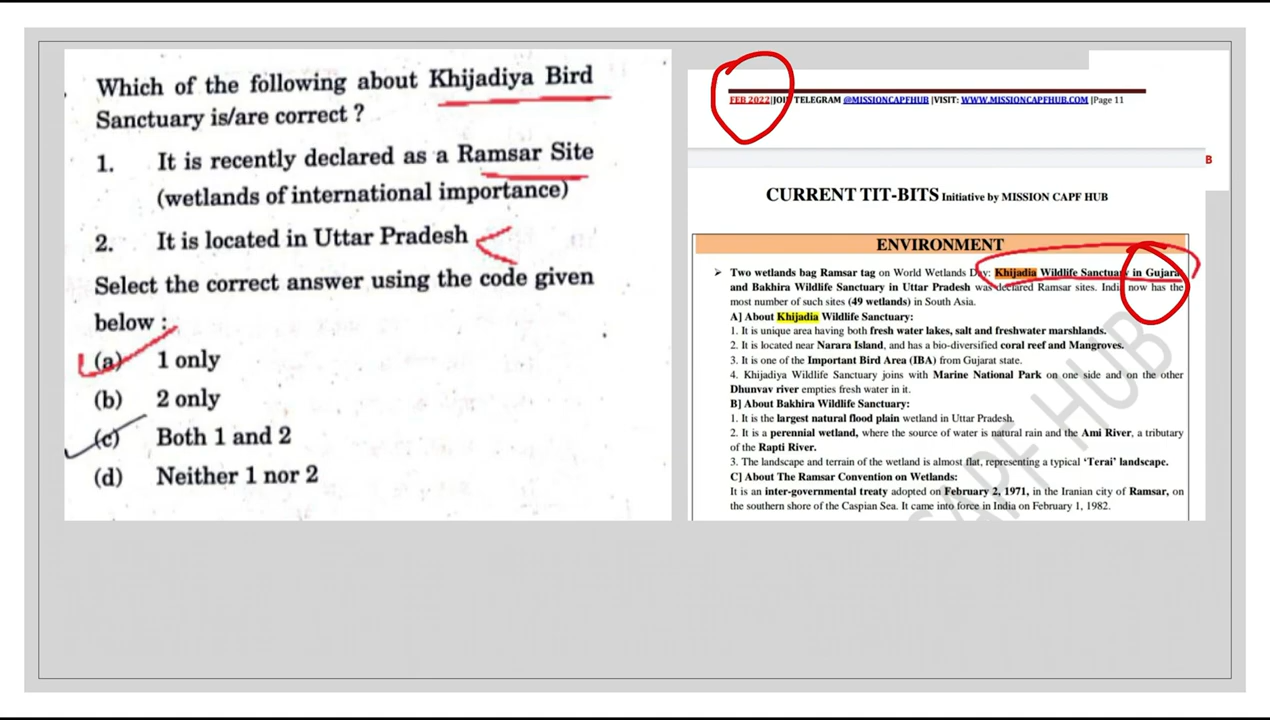 Which of the following about Khijadiya Bird
Sanctuary is/are correct ?
1. It is recently declared as a Ramsar Site
(wetlands of international importance)
2. It is located in Uttar Pradesh
Select the correct answer using the code given
below :
(a) 1 only
(b) 2 only
(c) Both 1 and 2
(d) Neither 1 nor 2
FEB 2022|JOIN TELEGRAM @MISSIONCAPFHUB |VISIT: WWW.MISSIONCAPFHUB.COM |Page 11
B
CURRENT TIT-BITS Initiative by MISSION CAPF HUB
ENVIRONMENT
➢ Two wetlands bag Ramsar tag on World Wetlands Day: Khijadia Wildlife Sanctuary in Gujarat
and Bakhira Wildlife Sanctuary in Uttar Pradesh was declared Ramsar sites. India now has the
most number of such sites (49 wetlands) in South Asia.
A] About Khijadia Wildlife Sanctuary:
1. It is unique area having both fresh water lakes, salt and freshwater marshlands.
2. It is located near Narara Island, and has a bio-diversified coral reef and Mangroves.
3. It is one of the Important Bird Area (IBA) from Gujarat state.
4. Khijadiya Wildlife Sanctuary joins with Marine National Park on one side and on the other
Dhunvav river empties fresh water in it.
B] About Bakhira Wildlife Sanctuary:
1. It is the largest natural flood plain wetland in Uttar Pradesh.
2. It is a perennial wetland, where the source of water is natural rain and the Ami River, a tributary
of the Rapti River.
3. The landscape and terrain of the wetland is almost flat, representing a typical ‘Terai’ landscape.
C] About The Ramsar Convention on Wetlands:
It is an inter-governmental treaty adopted on February 2, 1971, in the Iranian city of Ramsar, on
the southern shore of the Caspian Sea. It came into force in India on February 1, 1982.
CAPF HUB